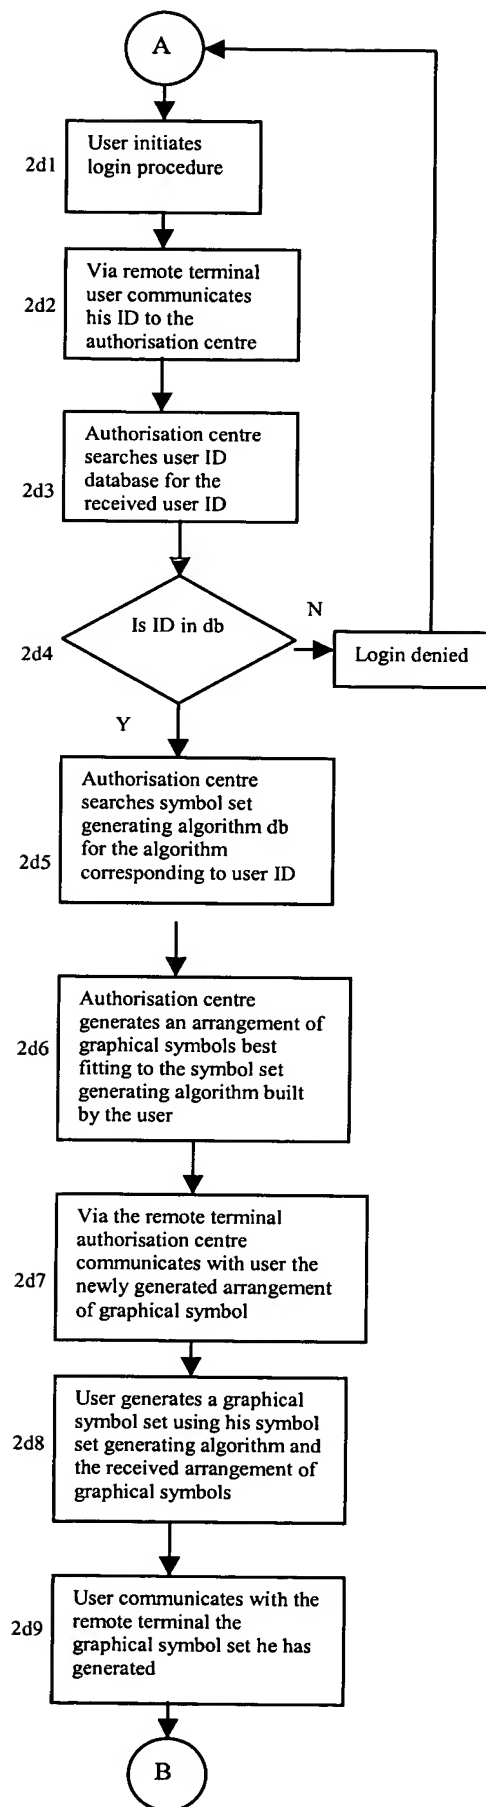 A
2d1
User initiates
login procedure
2d2
Via remote terminal
user communicates
his ID to the
authorisation centre
2d3
Authorisation centre
searches user ID
database for the
received user ID
2d4
Is ID in db
N
Login denied
Y
2d5
Authorisation centre
searches symbol set
generating algorithm db
for the algorithm
corresponding to user ID
2d6
Authorisation centre
generates an arrangement of
graphical symbols best
fitting to the symbol set
generating algorithm built
by the user
2d7
Via the remote terminal
authorisation centre
communicates with user the
newly generated arrangement
of graphical symbol
2d8
User generates a graphical
symbol set using his symbol
set generating algorithm and
the received arrangement of
graphical symbols
2d9
User communicates with the
remote terminal the
graphical symbol set he has
generated
B